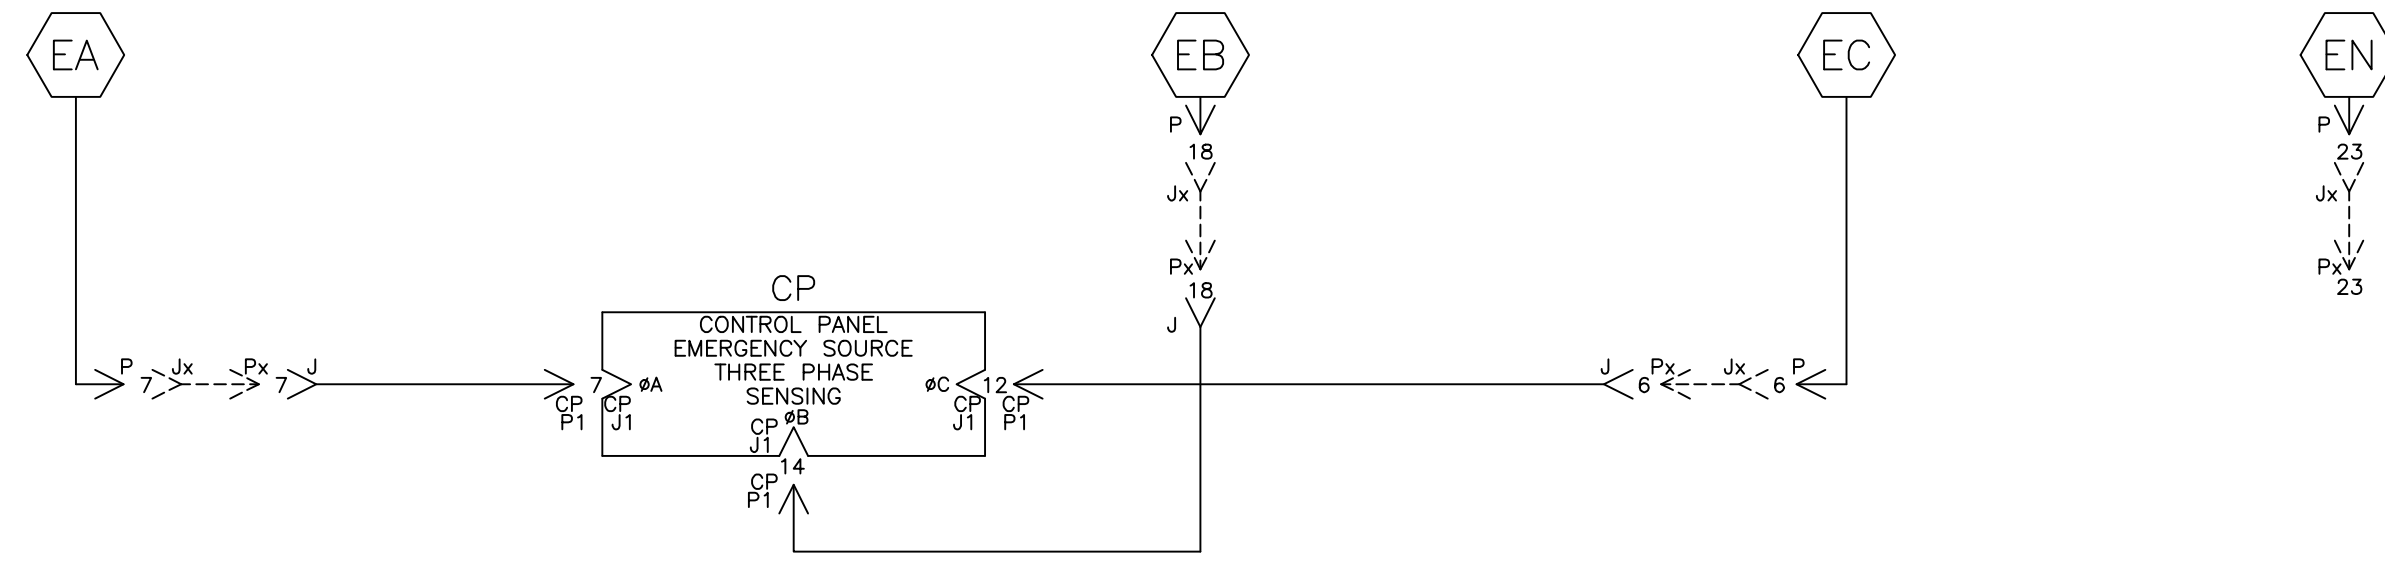 EA
EB
EC
EN
P
P
18
23
Jx
Jx
Px
Px
18
23
J
CP
CONTROL PANEL
EMERGENCY SOURCE
THREE PHASE
SENSING
P 7 Jx Px 7 J
7 øA
øC 12
J 6 Px Jx 6 P
CP CP
P1 J1
CP CP
J1 P1
øB
CP
J1
14
CP
P1